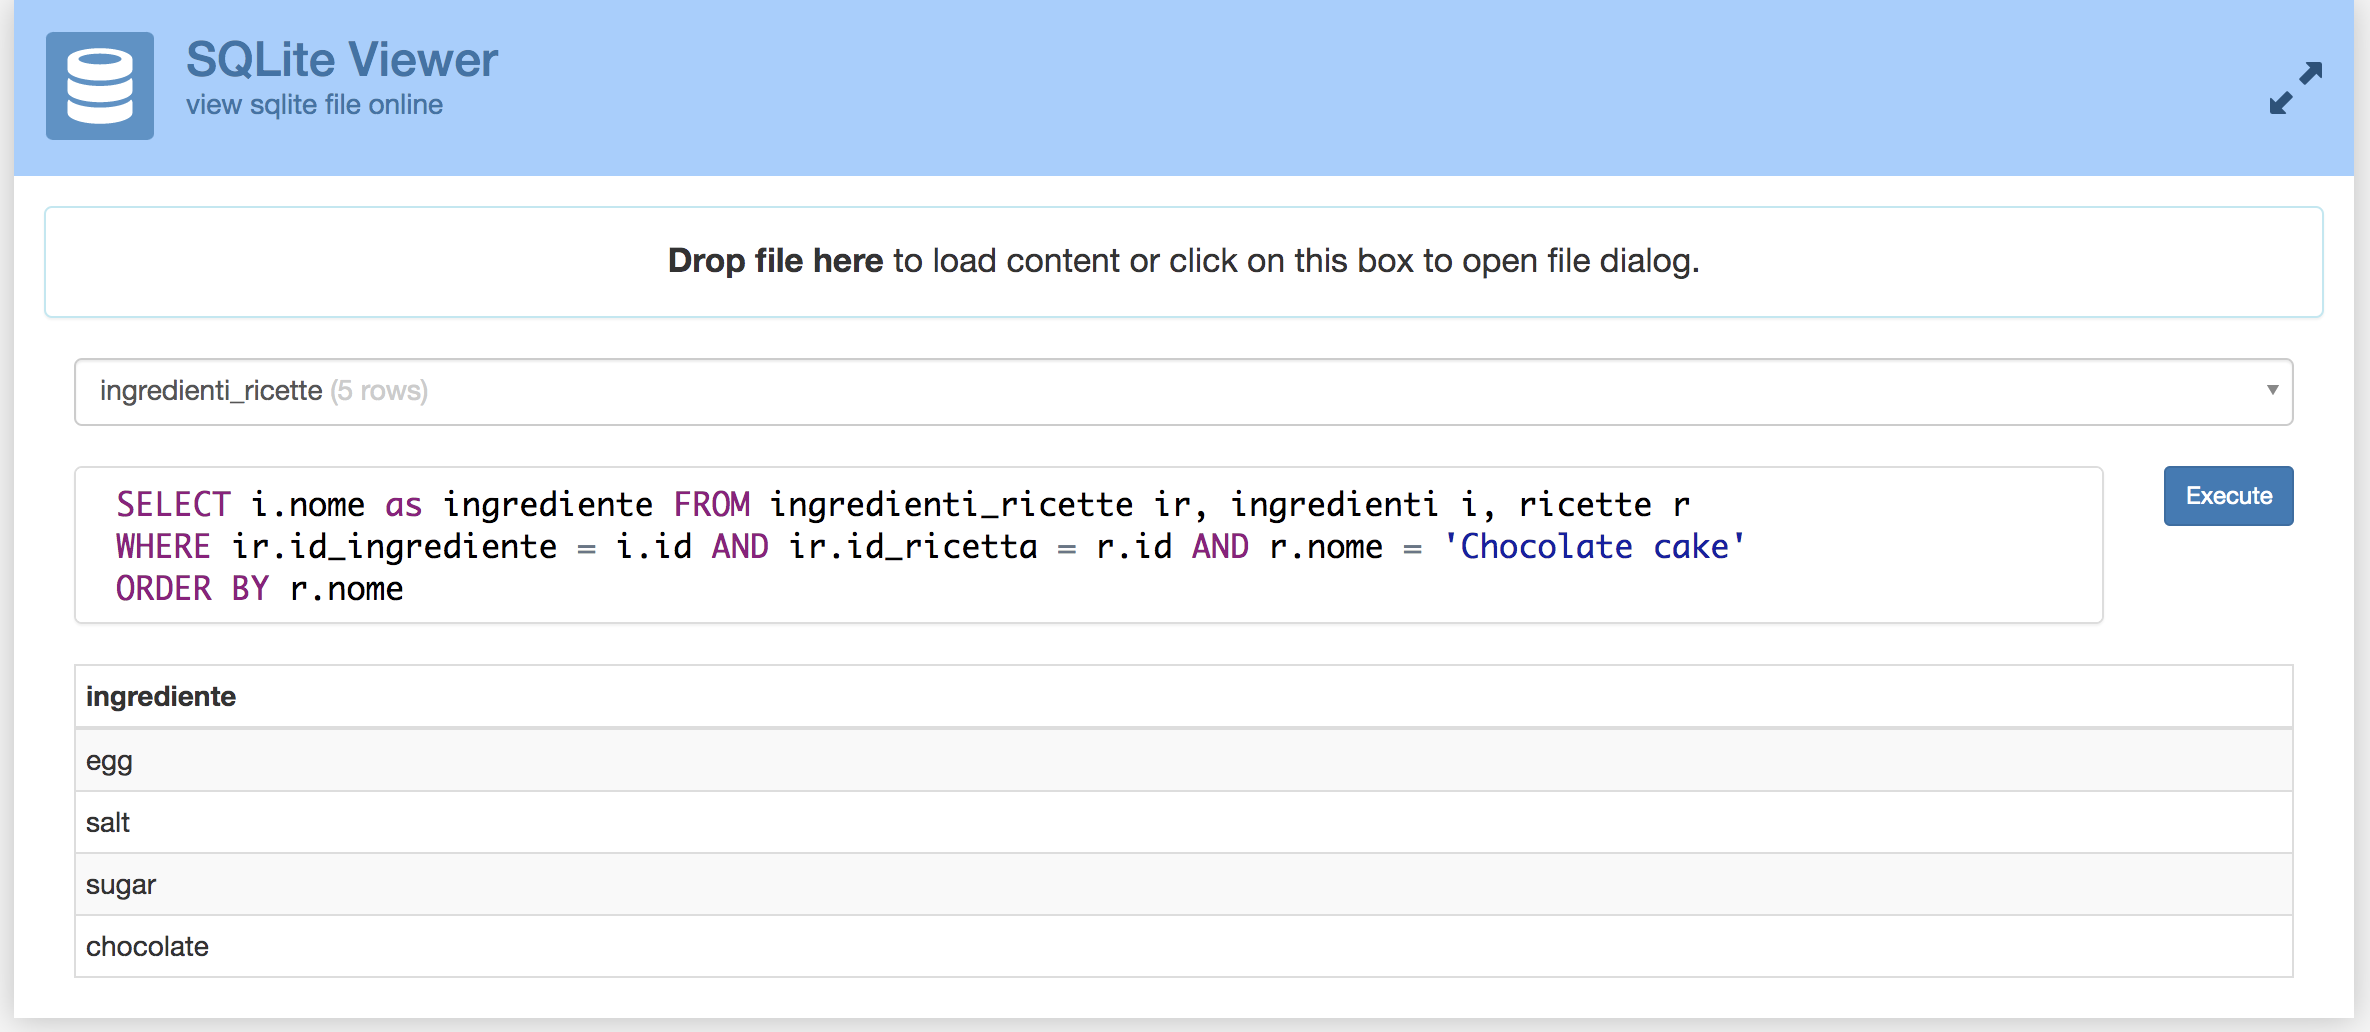 SQLite Viewer
view sqlite file online
Drop file here to load content or click on this box to open file dialog.
ingredienti_ricette (5 rows)
SELECT i.nome as ingrediente FROM ingredienti_ricette ir, ingredienti i, ricette r
WHERE ir.id_ingrediente = i.id AND ir.id_ricetta = r.id AND r.nome = 'Chocolate cake'
ORDER BY r.nome
Execute
ingrediente
egg
salt
sugar
chocolate